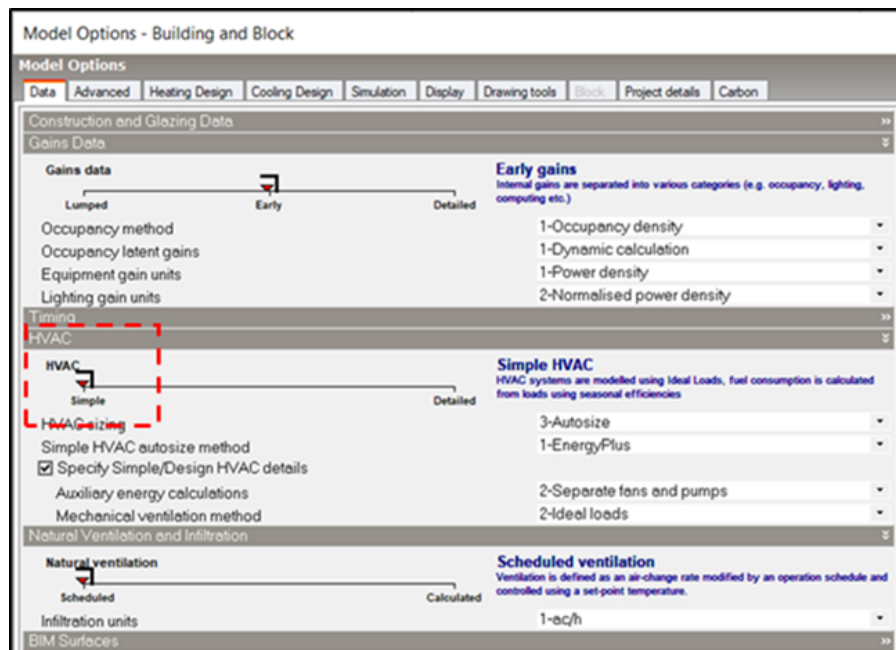 Model Options - Building and Block
Model Options
Data Advanced Heating Design Cooling Design Simulation Display Drawing tools Block Project details Carbon
Construction and Glazing Data »
Gains Data
Gains data Early gains
Internal gains are separated into various categories (e.g. occupancy, lighting,
computing etc.)
Lumped Early Detailed
Occupancy method 1-Occupancy density
Occupancy latent gains 1-Dynamic calculation
Equipment gain units 1-Power density
Lighting gain units 2-Normalised power density
Timing »
HVAC
HVAC Simple HVAC
HVAC systems are modelled using Ideal Loads, fuel consumption is calculated
from loads using seasonal efficiencies
Simple Detailed
HVAC sizing 3-Autosize
Simple HVAC autosize method 1-EnergyPlus
Specify Simple/Design HVAC details
Auxiliary energy calculations 2-Separate fans and pumps
Mechanical ventilation method 2-Ideal loads
Natural Ventilation and Infiltration
Natural ventilation Scheduled ventilation
Ventilation is defined as an air-change rate modified by an operation schedule and
controlled using a set-point temperature.
Scheduled Calculated
Infiltration units 1-ac/h
BIM Surfaces »